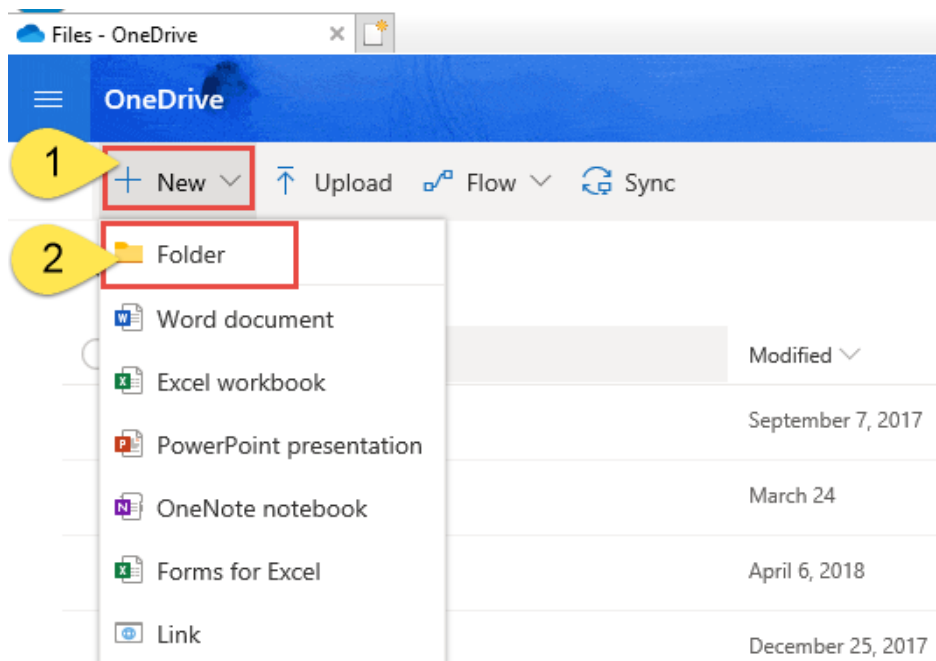 Files - OneDrive
OneDrive
1
New
Upload
Flow
Sync
2
Folder
Word document
Excel workbook
Modified
PowerPoint presentation
September 7, 2017
OneNote notebook
March 24
Forms for Excel
April 6, 2018
Link
December 25, 2017